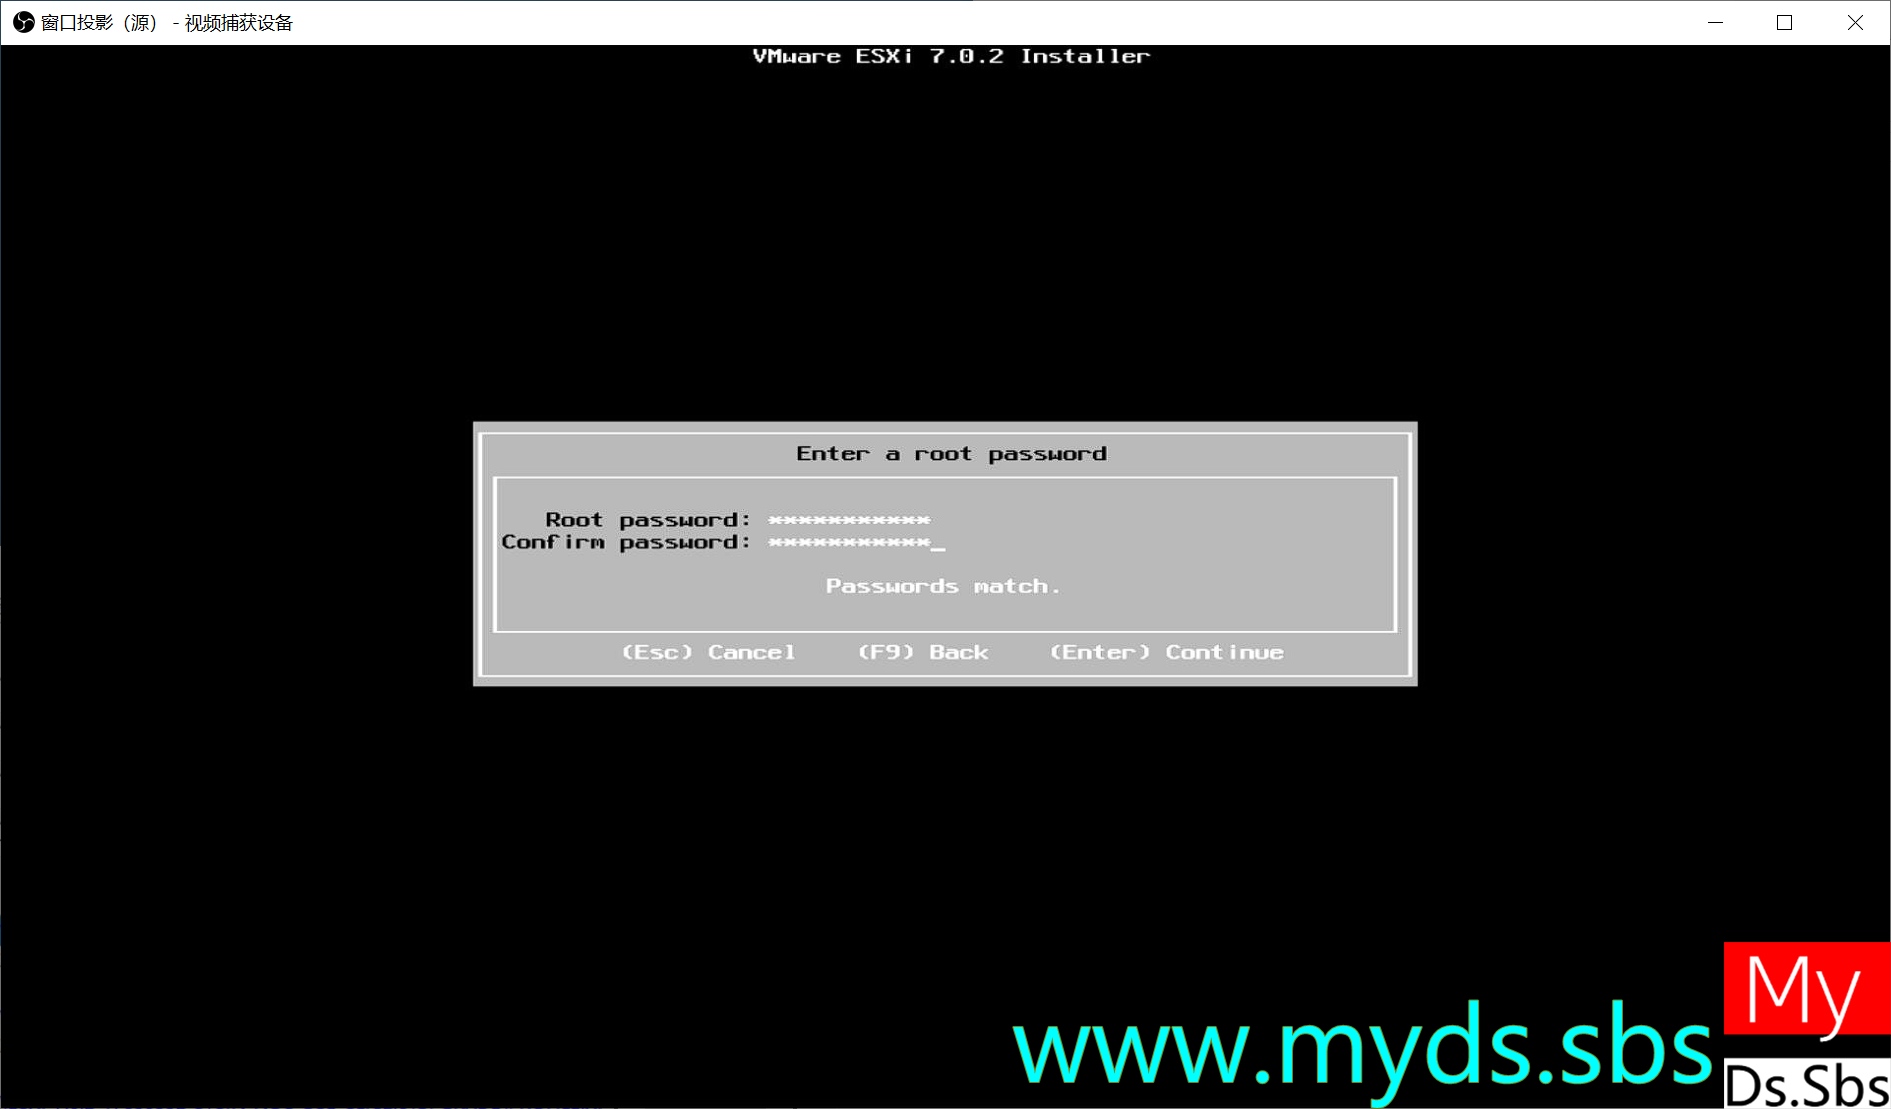 窗口投影（源） - 视频捕获设备
VMware ESXi 7.0.2 Installer
Enter a root password
Root password: ***********
Confirm password: ***********_
Passwords match.
(Esc) Cancel (F9) Back (Enter) Continue
www.myds.sbs
My
Ds.Sbs